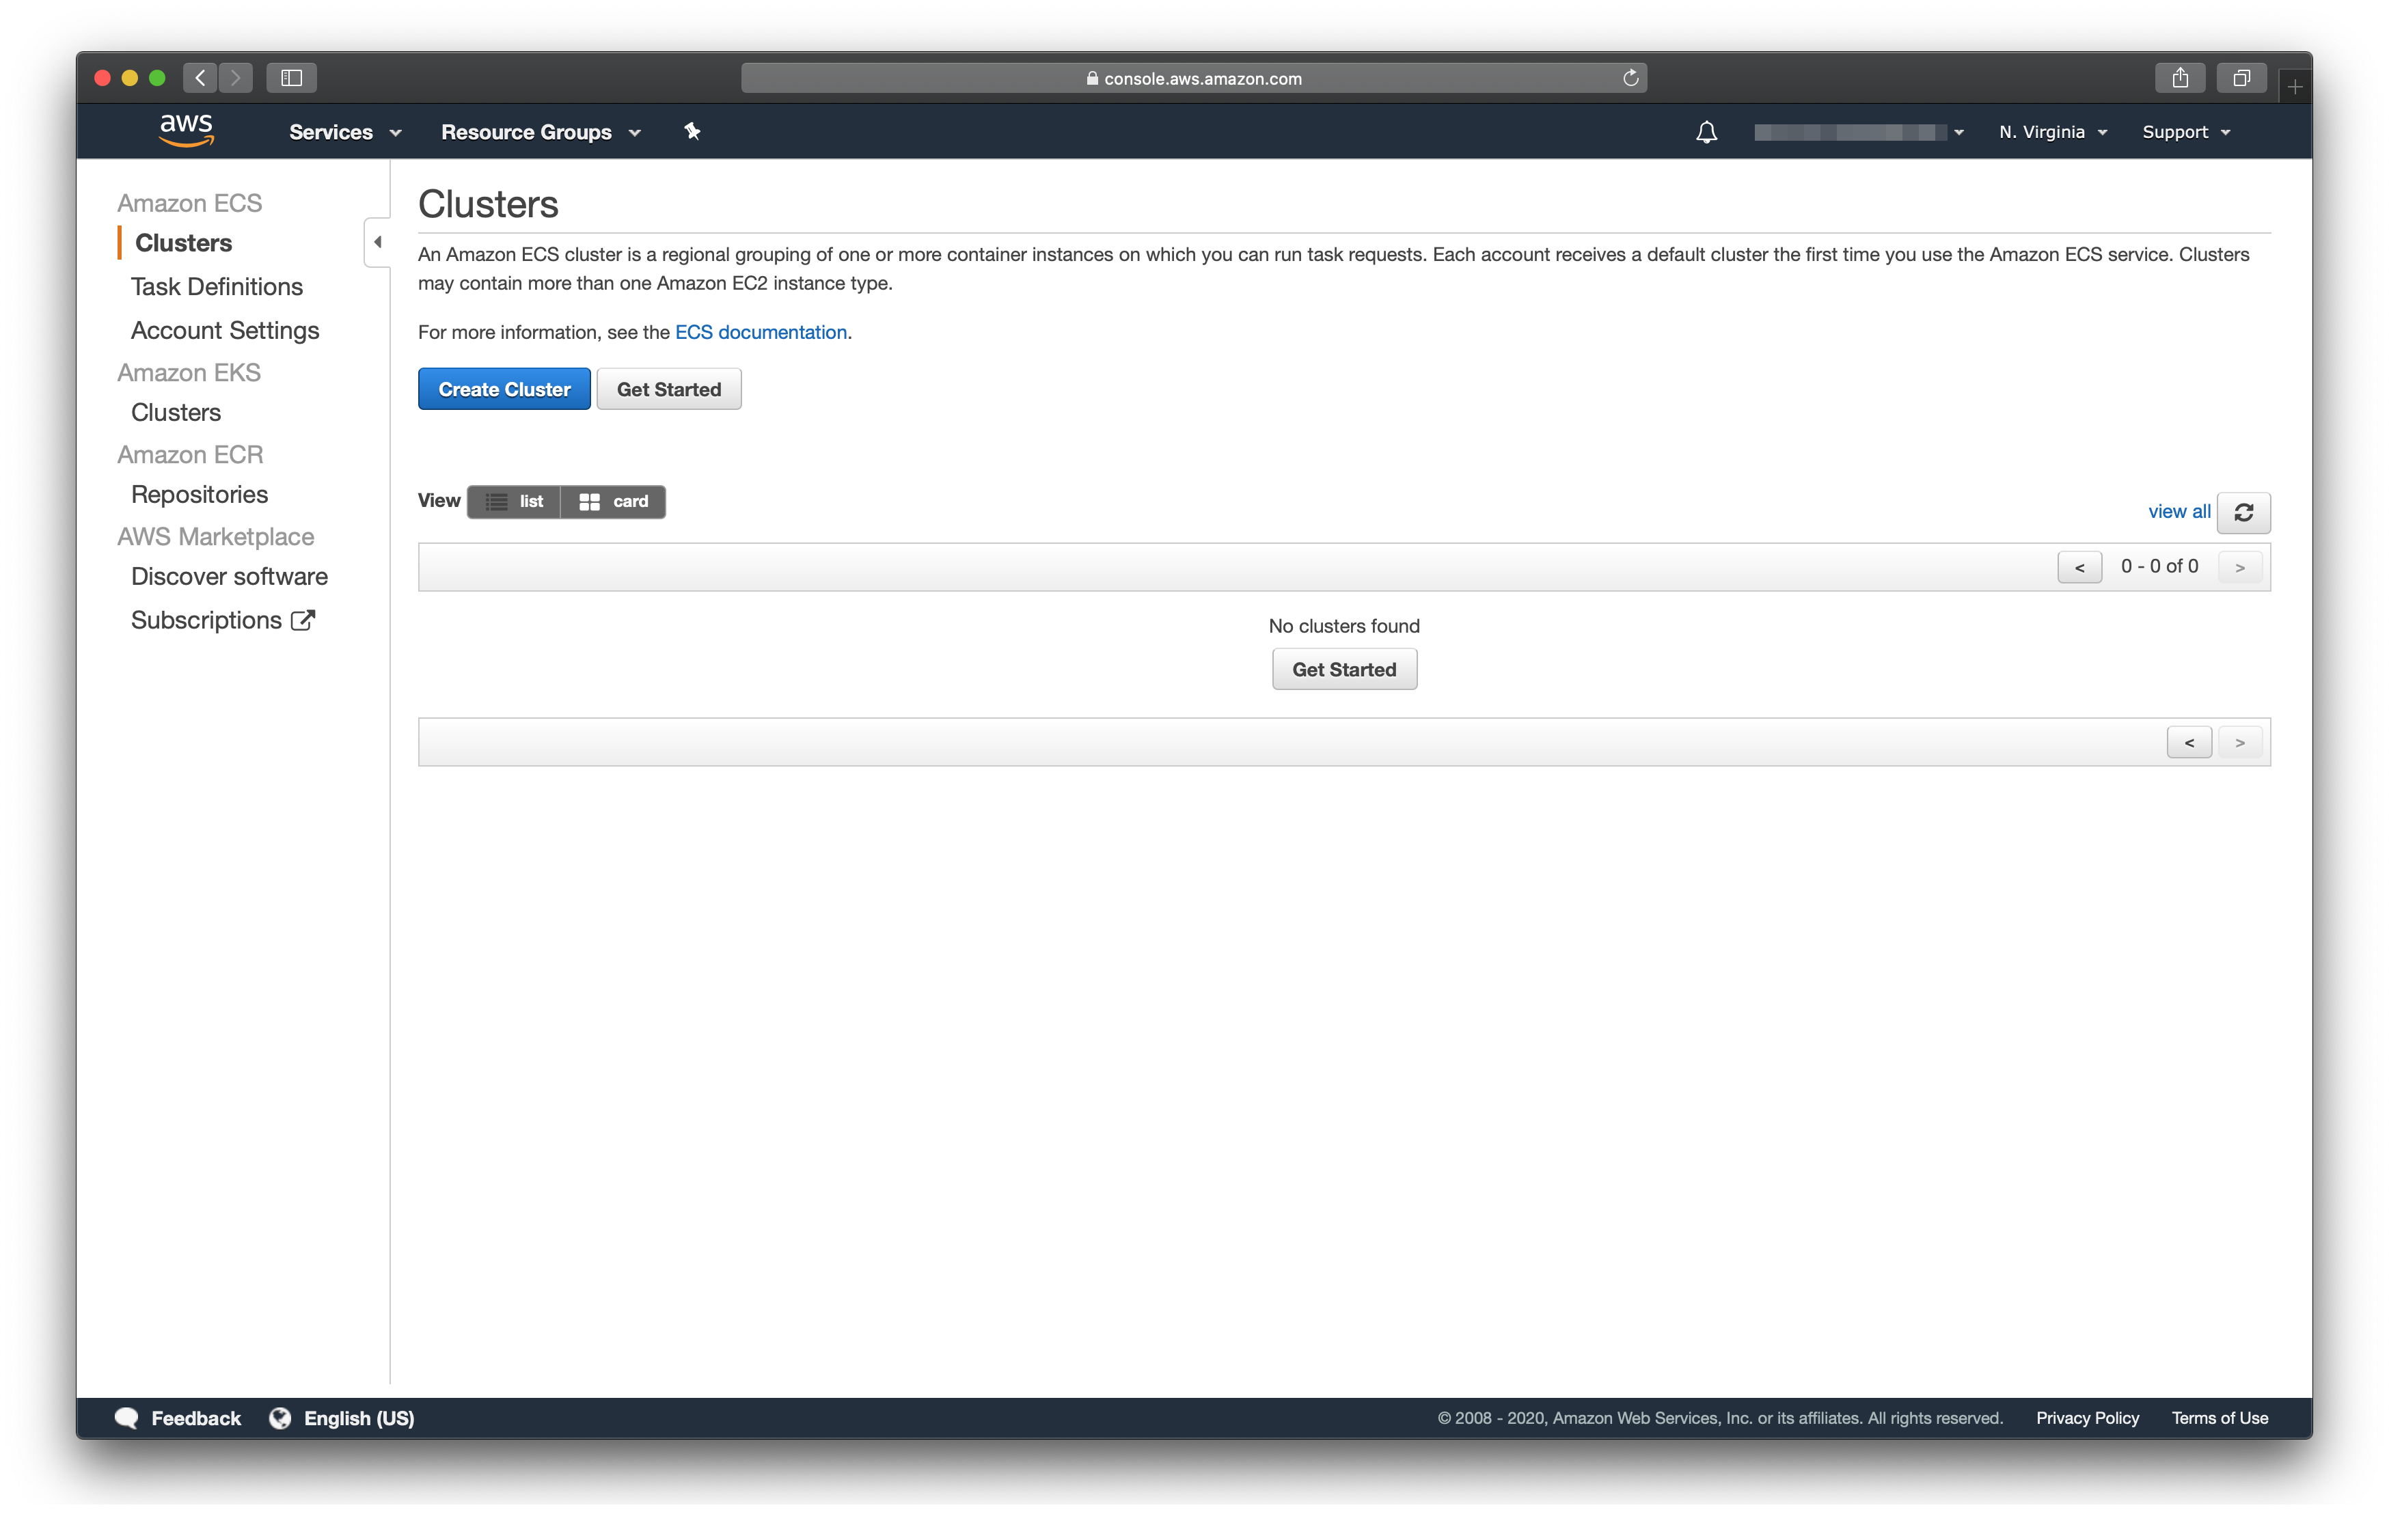 console.aws.amazon.com
aws Services Resource Groups N. Virginia Support
Amazon ECS
Clusters
Task Definitions
Account Settings
Amazon EKS
Clusters
Amazon ECR
Repositories
AWS Marketplace
Discover software
Subscriptions
Clusters
An Amazon ECS cluster is a regional grouping of one or more container instances on which you can run task requests. Each account receives a default cluster the first time you use the Amazon ECS service. Clusters
may contain more than one Amazon EC2 instance type.
For more information, see the ECS documentation.
Create Cluster Get Started
View list card view all
< 0 - 0 of 0 >
No clusters found
Get Started
< >
Feedback English (US) © 2008 - 2020, Amazon Web Services, Inc. or its affiliates. All rights reserved. Privacy Policy Terms of Use